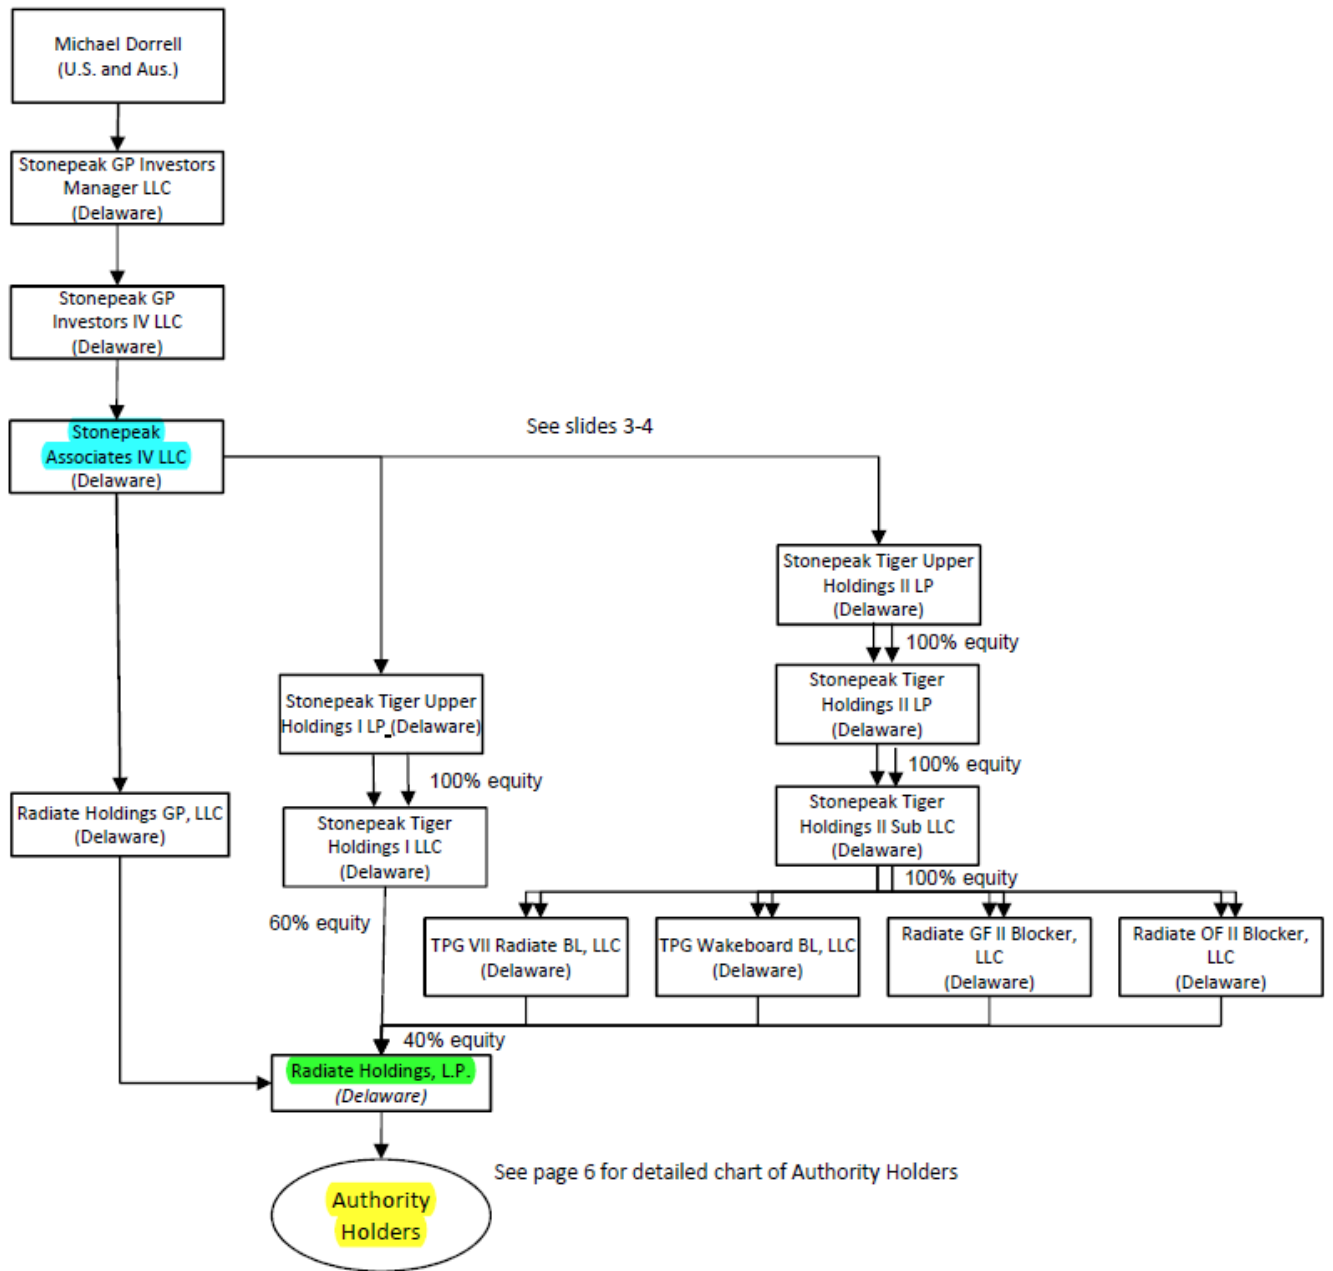 Michael Dorrell
(U.S. and Aus.)
Stonepeak GP Investors
Manager LLC
(Delaware)
Stonepeak GP
Investors IV LLC
(Delaware)
Stonepeak
Associates IV LLC
(Delaware)
See slides 3-4
Stonepeak Tiger Upper
Holdings II LP
(Delaware)
100% equity
Stonepeak Tiger
Holdings II LP
(Delaware)
100% equity
Stonepeak Tiger Upper
Holdings I LP (Delaware)
100% equity
Stonepeak Tiger
Holdings II Sub LLC
(Delaware)
100% equity
Radiate Holdings GP, LLC
(Delaware)
Stonepeak Tiger
Holdings I LLC
(Delaware)
60% equity
TPG VII Radiate BL, LLC
(Delaware)
TPG Wakeboard BL, LLC
(Delaware)
Radiate GF II Blocker,
LLC
(Delaware)
Radiate OF II Blocker,
LLC
(Delaware)
40% equity
Radiate Holdings, L.P.
(Delaware)
See page 6 for detailed chart of Authority Holders
Authority
Holders